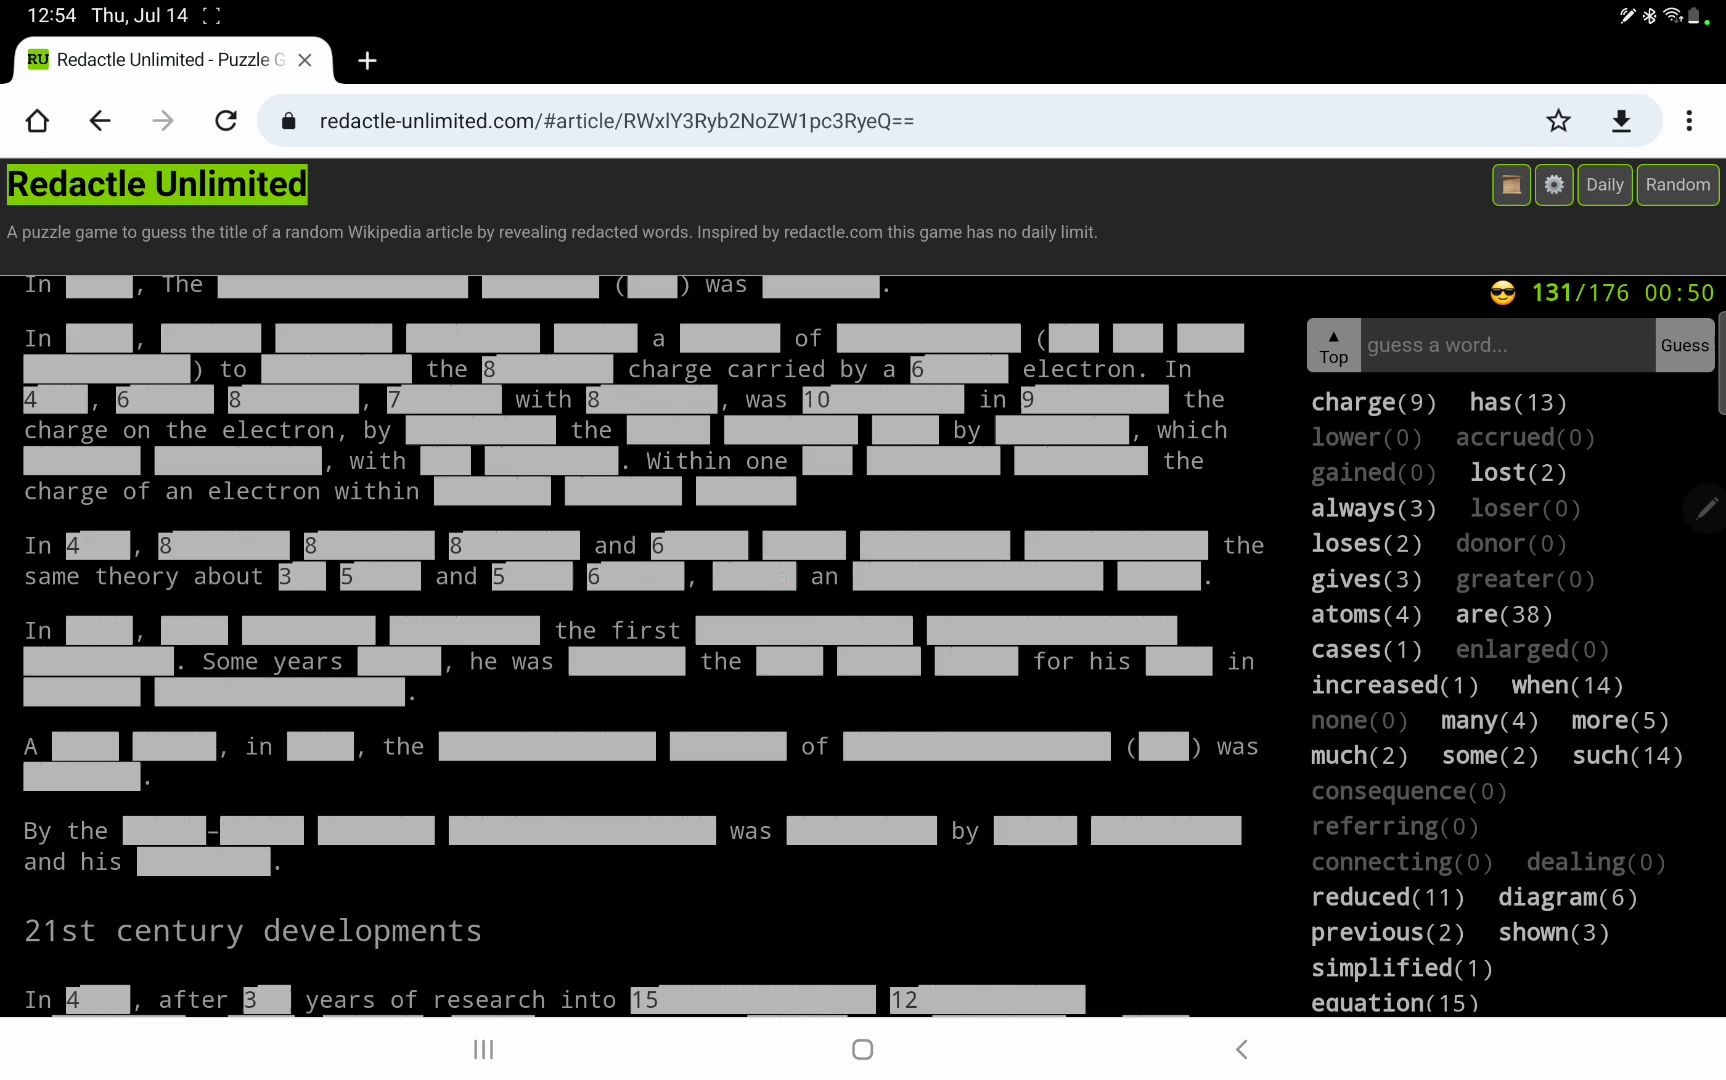 12:54 Thu, Jul 14
RU Redactle Unlimited - Puzzle G
redactle-unlimited.com/#article/RWxlY3Ryb2NoZW1pc3RyeQ==
Redactle Unlimited
Daily Random
A puzzle game to guess the title of a random Wikipedia article by revealing redacted words. Inspired by redactle.com this game has no daily limit.
In , The ( ) was .
In , a of (
) to the 8 charge carried by a 6 electron. In
4 , 6 8 , 7 with 8 , was 10 in 9 the
charge on the electron, by the by , which
, with . Within one the
charge of an electron within
In 4 , 8 8 8 and 6 the
same theory about 3 5 and 5 6 , an .
In , the first
. Some years , he was the for his in
.
A , in , the of ( ) was
.
By the – was by
and his .
21st century developments
In 4 , after 3 years of research into 15 12
131/176 00:50
▲ Top
guess a word...
Guess
charge(9) has(13)
lower(0) accrued(0)
gained(0) lost(2)
always(3) loser(0)
loses(2) donor(0)
gives(3) greater(0)
atoms(4) are(38)
cases(1) enlarged(0)
increased(1) when(14)
none(0) many(4) more(5)
much(2) some(2) such(14)
consequence(0)
referring(0)
connecting(0) dealing(0)
reduced(11) diagram(6)
previous(2) shown(3)
simplified(1)
equation(15)